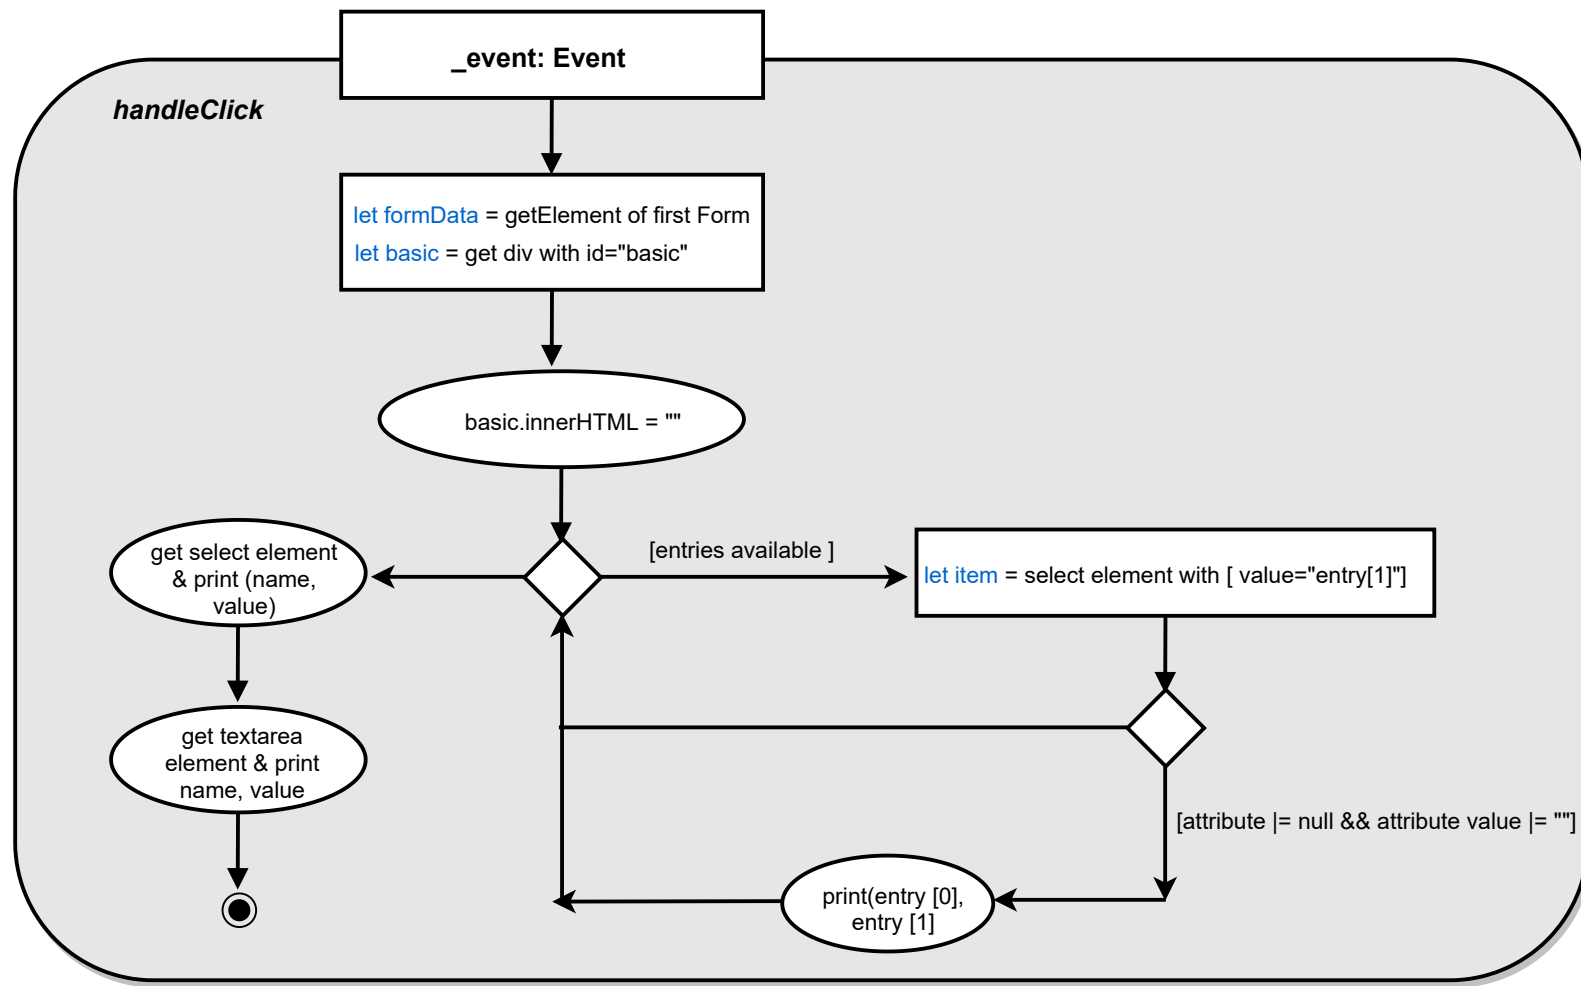 _event: Event
handleClick
let formData = getElement of first Form
let basic = get div with id="basic"
basic.innerHTML = ""
[entries available ]
get select element
& print (name,
value)
let item = select element with [ value="entry[1]"]
get textarea
element & print
name, value
[attribute |= null && attribute value |= ""]
print(entry [0],
entry [1]